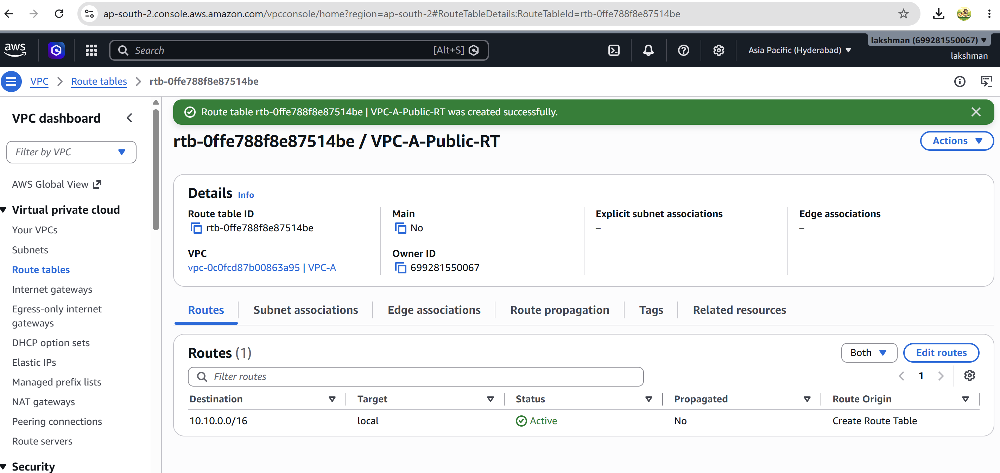 ap-south-2.console.aws.amazon.com/vpcconsole/home?region=ap-south-2#RouteTableDetails:RouteTableId=rtb-0ffe788f8e87514be
aws
Search
[Alt+S]
Asia Pacific (Hyderabad)
lakshman (699281550067)
lakshman
VPC
Route tables
rtb-0ffe788f8e87514be
VPC dashboard
Filter by VPC
AWS Global View
Virtual private cloud
Your VPCs
Subnets
Route tables
Internet gateways
Egress-only internet
gateways
DHCP option sets
Elastic IPs
Managed prefix lists
NAT gateways
Peering connections
Route servers
Security
Route table rtb-0ffe788f8e87514be | VPC-A-Public-RT was created successfully.
rtb-0ffe788f8e87514be / VPC-A-Public-RT
Actions
Details Info
Route table ID
rtb-0ffe788f8e87514be
Main
No
Explicit subnet associations
–
Edge associations
–
VPC
vpc-0c0fcd87b00863a95 | VPC-A
Owner ID
699281550067
Routes
Subnet associations
Edge associations
Route propagation
Tags
Related resources
Routes (1)
Both
Edit routes
Filter routes
1
Destination
Target
Status
Propagated
Route Origin
10.10.0.0/16
local
Active
No
Create Route Table